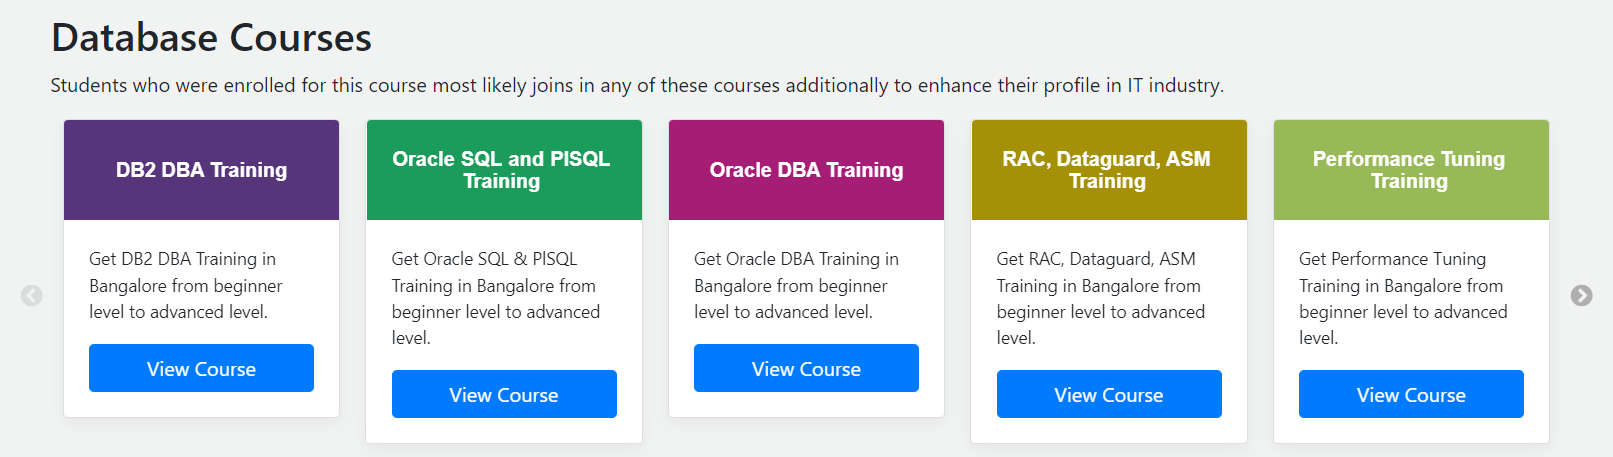 Database Courses
Students who were enrolled for this course most likely joins in any of these courses additionally to enhance their profile in IT industry.
DB2 DBA Training
Get DB2 DBA Training in
Bangalore from beginner
level to advanced level.
View Course
Oracle SQL and PlSQL
Training
Get Oracle SQL & PlSQL
Training in Bangalore from
beginner level to advanced
level.
View Course
Oracle DBA Training
Get Oracle DBA Training in
Bangalore from beginner
level to advanced level.
View Course
RAC, Dataguard, ASM
Training
Get RAC, Dataguard, ASM
Training in Bangalore from
beginner level to advanced
level.
View Course
Performance Tuning
Training
Get Performance Tuning
Training in Bangalore from
beginner level to advanced
level.
View Course